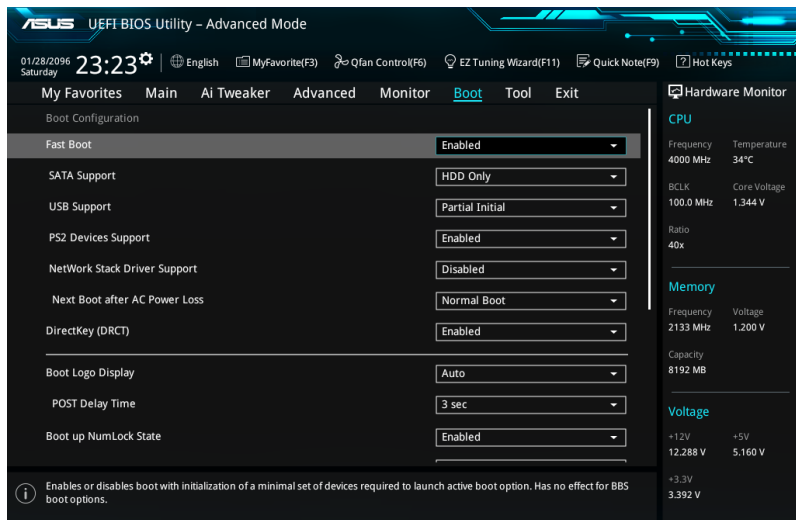 ASUS UEFI BIOS Utility – Advanced Mode
01/28/2096
Saturday
23:23
English
MyFavorite(F3)
Qfan Control(F6)
EZ Tuning Wizard(F11)
Quick Note(F9)
? Hot Keys
My Favorites Main Ai Tweaker Advanced Monitor Boot Tool Exit
Boot Configuration
Fast Boot Enabled
SATA Support HDD Only
USB Support Partial Initial
PS2 Devices Support Enabled
NetWork Stack Driver Support Disabled
Next Boot after AC Power Loss Normal Boot
DirectKey (DRCT) Enabled
Boot Logo Display Auto
POST Delay Time 3 sec
Boot up NumLock State Enabled
i
Enables or disables boot with initialization of a minimal set of devices required to launch active boot option. Has no effect for BBS
boot options.
Hardware Monitor
CPU
Frequency Temperature
4000 MHz 34°C
BCLK Core Voltage
100.0 MHz 1.344 V
Ratio
40x
Memory
Frequency Voltage
2133 MHz 1.200 V
Capacity
8192 MB
Voltage
+12V +5V
12.288 V 5.160 V
+3.3V
3.392 V